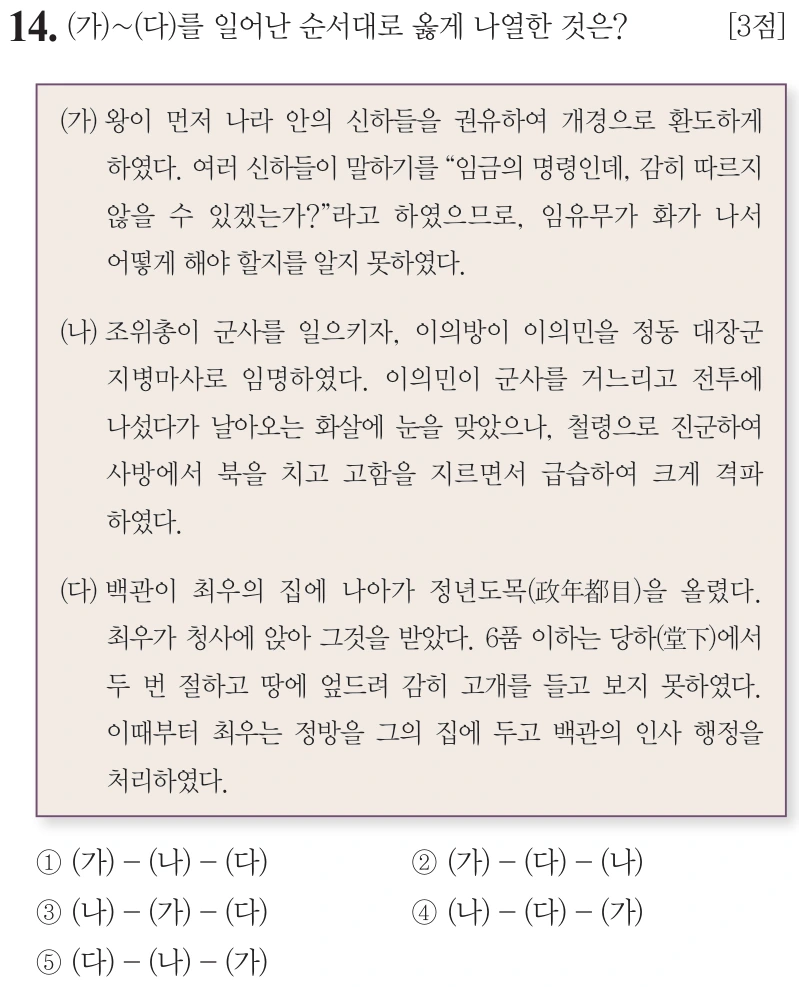 14. (가)~(다)를 일어난 순서대로 옳게 나열한 것은? [3점]
(가) 왕이 먼저 나라 안의 신하들을 권유하여 개경으로 환도하게
하였다. 여러 신하들이 말하기를 “임금의 명령인데, 감히 따르지
않을 수 있겠는가?”라고 하였으므로, 임유무가 화가 나서
어떻게 해야 할지를 알지 못하였다.
(나) 조위총이 군사를 일으키자, 이의방이 이의민을 정동 대장군
지병마사로 임명하였다. 이의민이 군사를 거느리고 전투에
나섰다가 날아오는 화살에 눈을 맞았으나, 철령으로 진군하여
사방에서 북을 치고 고함을 지르면서 급습하여 크게 격파
하였다.
(다) 백관이 최우의 집에 나아가 정년도목(政年都目)을 올렸다.
최우가 청사에 앉아 그것을 받았다. 6품 이하는 당하(堂下)에서
두 번 절하고 땅에 엎드려 감히 고개를 들고 보지 못하였다.
이때부터 최우는 정방을 그의 집에 두고 백관의 인사 행정을
처리하였다.
① (가) – (나) – (다) ② (가) – (다) – (나)
③ (나) – (가) – (다) ④ (나) – (다) – (가)
⑤ (다) – (나) – (가)